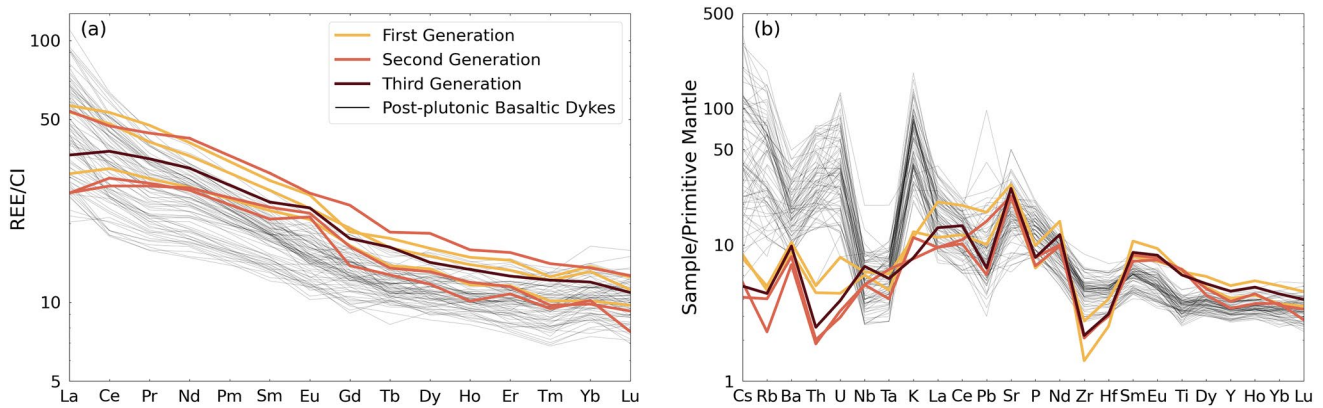 (a)
REE/CI
100
50
10
5
First Generation
Second Generation
Third Generation
Post-plutonic Basaltic Dykes
La Ce Pr Nd Pm Sm Eu Gd Tb Dy Ho Er Tm Yb Lu
(b)
Sample/Primitive Mantle
500
100
50
10
1
Cs Rb Ba Th U Nb Ta K La Ce Pb Sr P Nd Zr Hf Sm Eu Ti Dy Y Ho Yb Lu